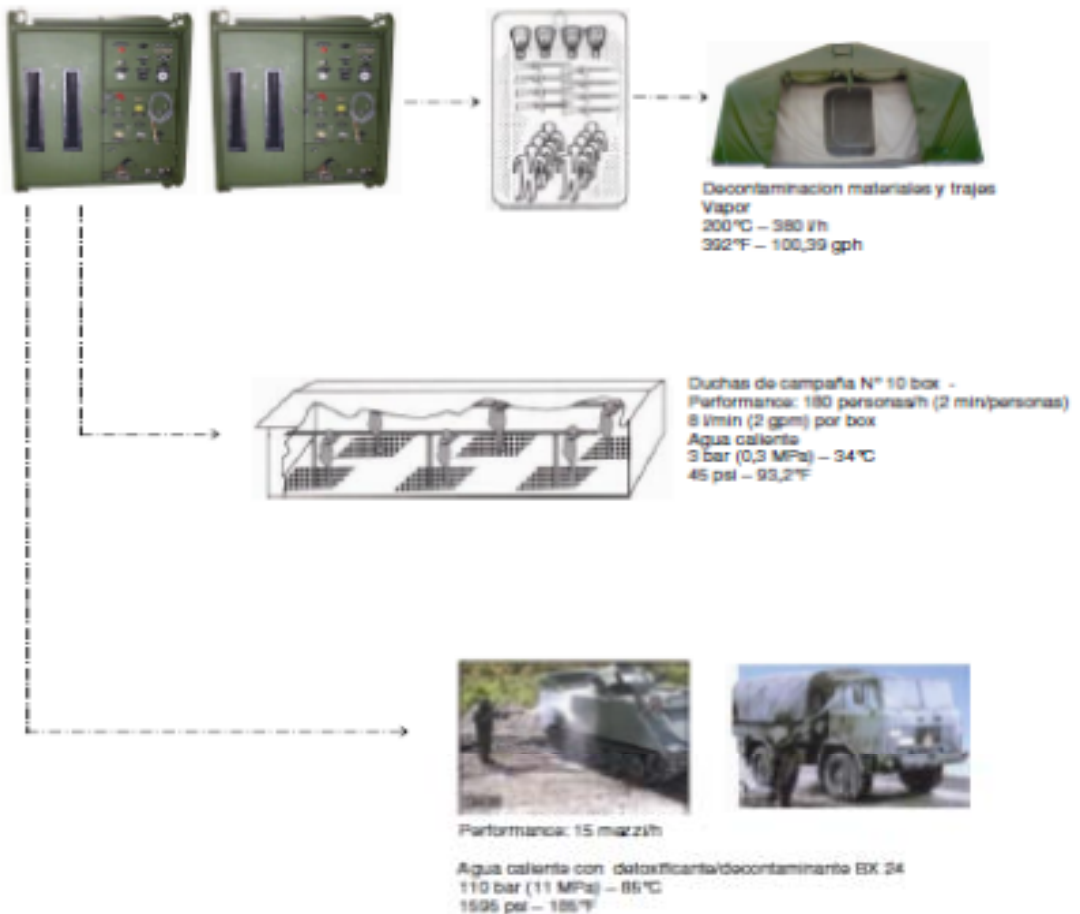 Decontaminacion materiales y trajes
Vapor
200°C – 380 l/h
392°F – 100,39 gph
Duchas de campaña N° 10 box -
Performance: 180 personas/h (2 min/personas)
8 l/min (2 gpm) por box
Agua caliente
3 bar (0,3 MPa) – 34°C
45 psi – 93,2°F
Performance: 15 mezzi/h
Agua caliente con detoxificante/decontaminante BX 24
110 bar (11 MPa) – 85°C
1595 psi – 185°F